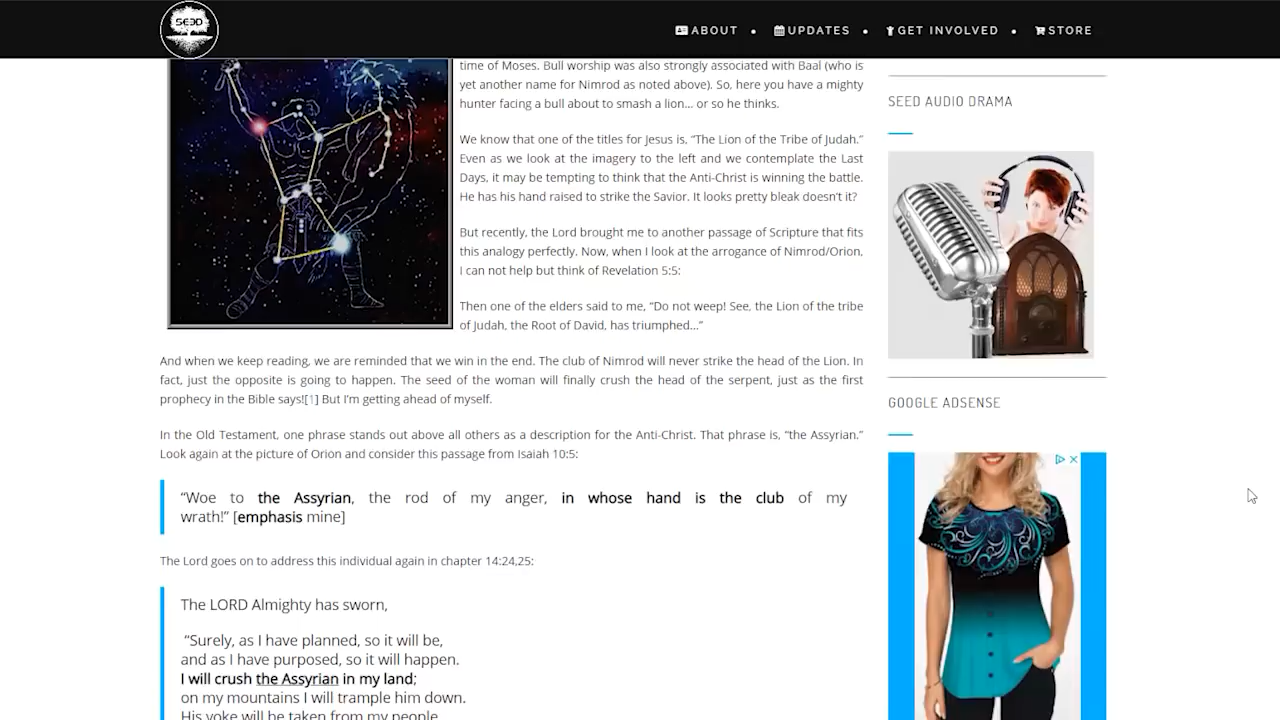 SEED
ABOUT
UPDATES
GET INVOLVED
STORE
time of Moses. Bull worship was also strongly associated with Baal (who is
yet another name for Nimrod as noted above). So, here you have a mighty
hunter facing a bull about to smash a lion… or so he thinks.
We know that one of the titles for Jesus is, “The Lion of the Tribe of Judah.”
Even as we look at the imagery to the left and we contemplate the Last
Days, it may be tempting to think that the Anti-Christ is winning the battle.
He has his hand raised to strike the Savior. It looks pretty bleak doesn’t it?
But recently, the Lord brought me to another passage of Scripture that fits
this analogy perfectly. Now, when I look at the arrogance of Nimrod/Orion,
I can not help but think of Revelation 5:5:
Then one of the elders said to me, “Do not weep! See, the Lion of the tribe
of Judah, the Root of David, has triumphed…”
And when we keep reading, we are reminded that we win in the end. The club of Nimrod will never strike the head of the Lion. In
fact, just the opposite is going to happen. The seed of the woman will finally crush the head of the serpent, just as the first
prophecy in the Bible says![1] But I’m getting ahead of myself.
In the Old Testament, one phrase stands out above all others as a description for the Anti-Christ. That phrase is, “the Assyrian.”
Look again at the picture of Orion and consider this passage from Isaiah 10:5:
“Woe to the Assyrian, the rod of my anger, in whose hand is the club of my
wrath!” [emphasis mine]
The Lord goes on to address this individual again in chapter 14:24,25:
The LORD Almighty has sworn,
“Surely, as I have planned, so it will be,
and as I have purposed, so it will happen.
I will crush the Assyrian in my land;
on my mountains I will trample him down.
His yoke will be taken from my people
SEED AUDIO DRAMA
GOOGLE ADSENSE